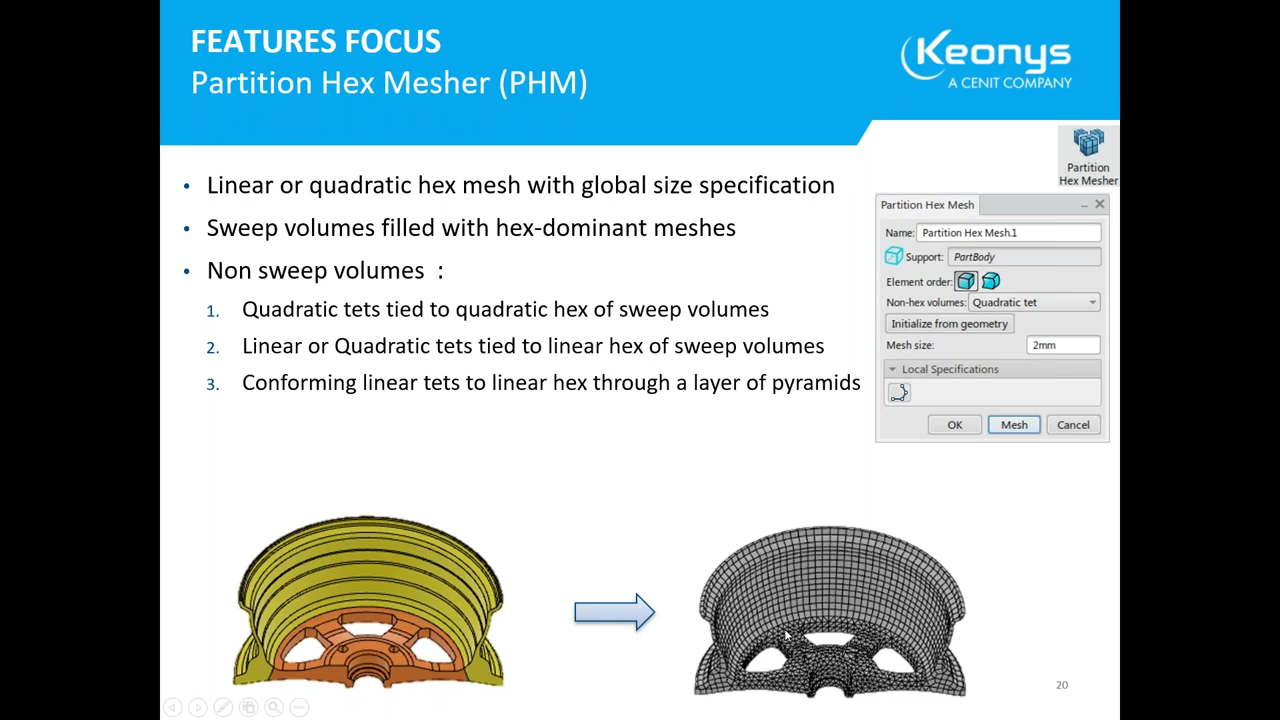 FEATURES FOCUS
Partition Hex Mesher (PHM)
Keonys
A CENIT COMPANY
Partition
Hex Mesher
• Linear or quadratic hex mesh with global size specification
• Sweep volumes filled with hex-dominant meshes
• Non sweep volumes :
1. Quadratic tets tied to quadratic hex of sweep volumes
2. Linear or Quadratic tets tied to linear hex of sweep volumes
3. Conforming linear tets to linear hex through a layer of pyramids
Partition Hex Mesh
Name: Partition Hex Mesh.1
Support: PartBody
Element order:
Non-hex volumes: Quadratic tet
Initialize from geometry
Mesh size: 2mm
Local Specifications
OK Mesh Cancel
20